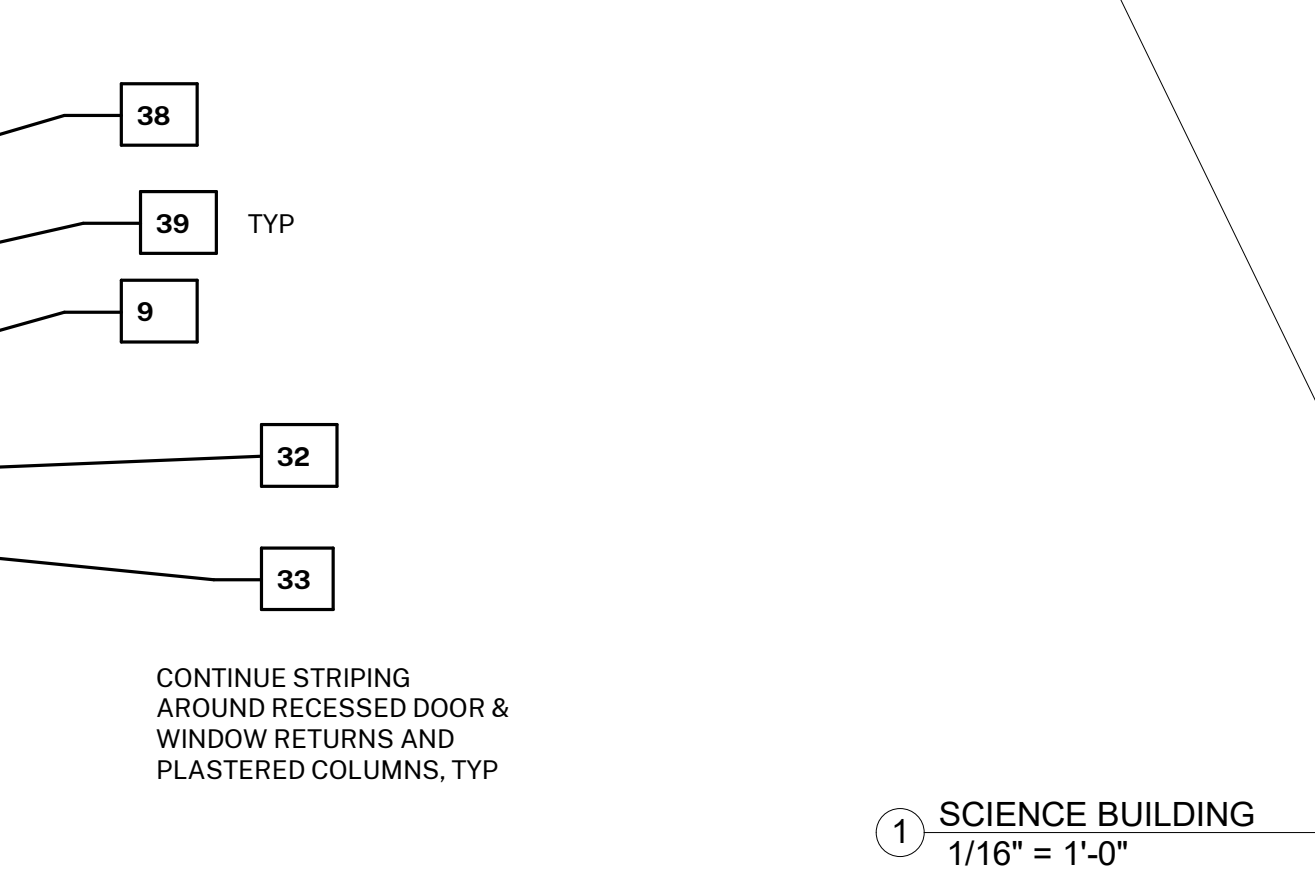 38
39 TYP
9
32
33
CONTINUE STRIPING
AROUND RECESSED DOOR &
WINDOW RETURNS AND
PLASTERED COLUMNS, TYP
1 SCIENCE BUILDING
1/16" = 1'-0"